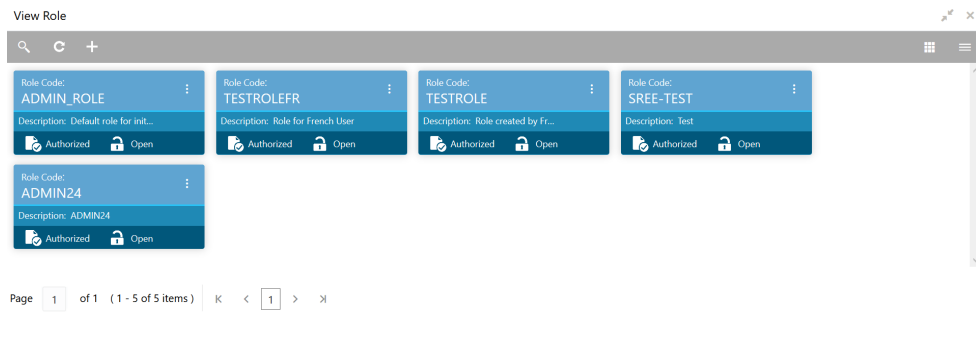 View Role
Role Code:
ADMIN_ROLE
Description: Default role for init...
Authorized Open
Role Code:
TESTROLEFR
Description: Role for French User
Authorized Open
Role Code:
TESTROLE
Description: Role created by Fr...
Authorized Open
Role Code:
SREE-TEST
Description: Test
Authorized Open
Role Code:
ADMIN24
Description: ADMIN24
Authorized Open
Page 1 of 1 ( 1 - 5 of 5 items ) 1